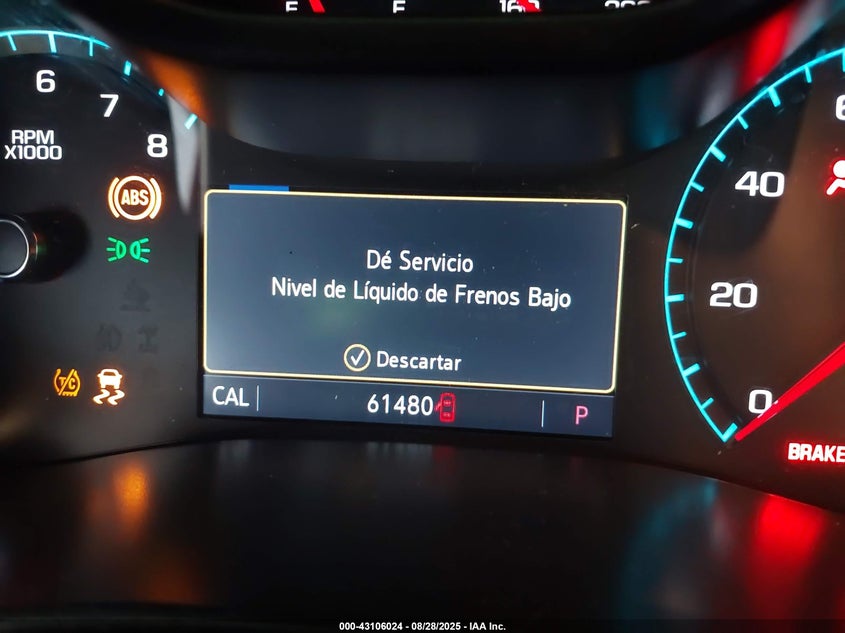 E
E
6
7
8
RPM
X1000
ABS
Dé Servicio
Nivel de Líquido de Frenos Bajo
Descartar
T/C
CAL
61480
P
40
20
0
BRAKE
000-43106024 - 08/28/2025 - IAA Inc.